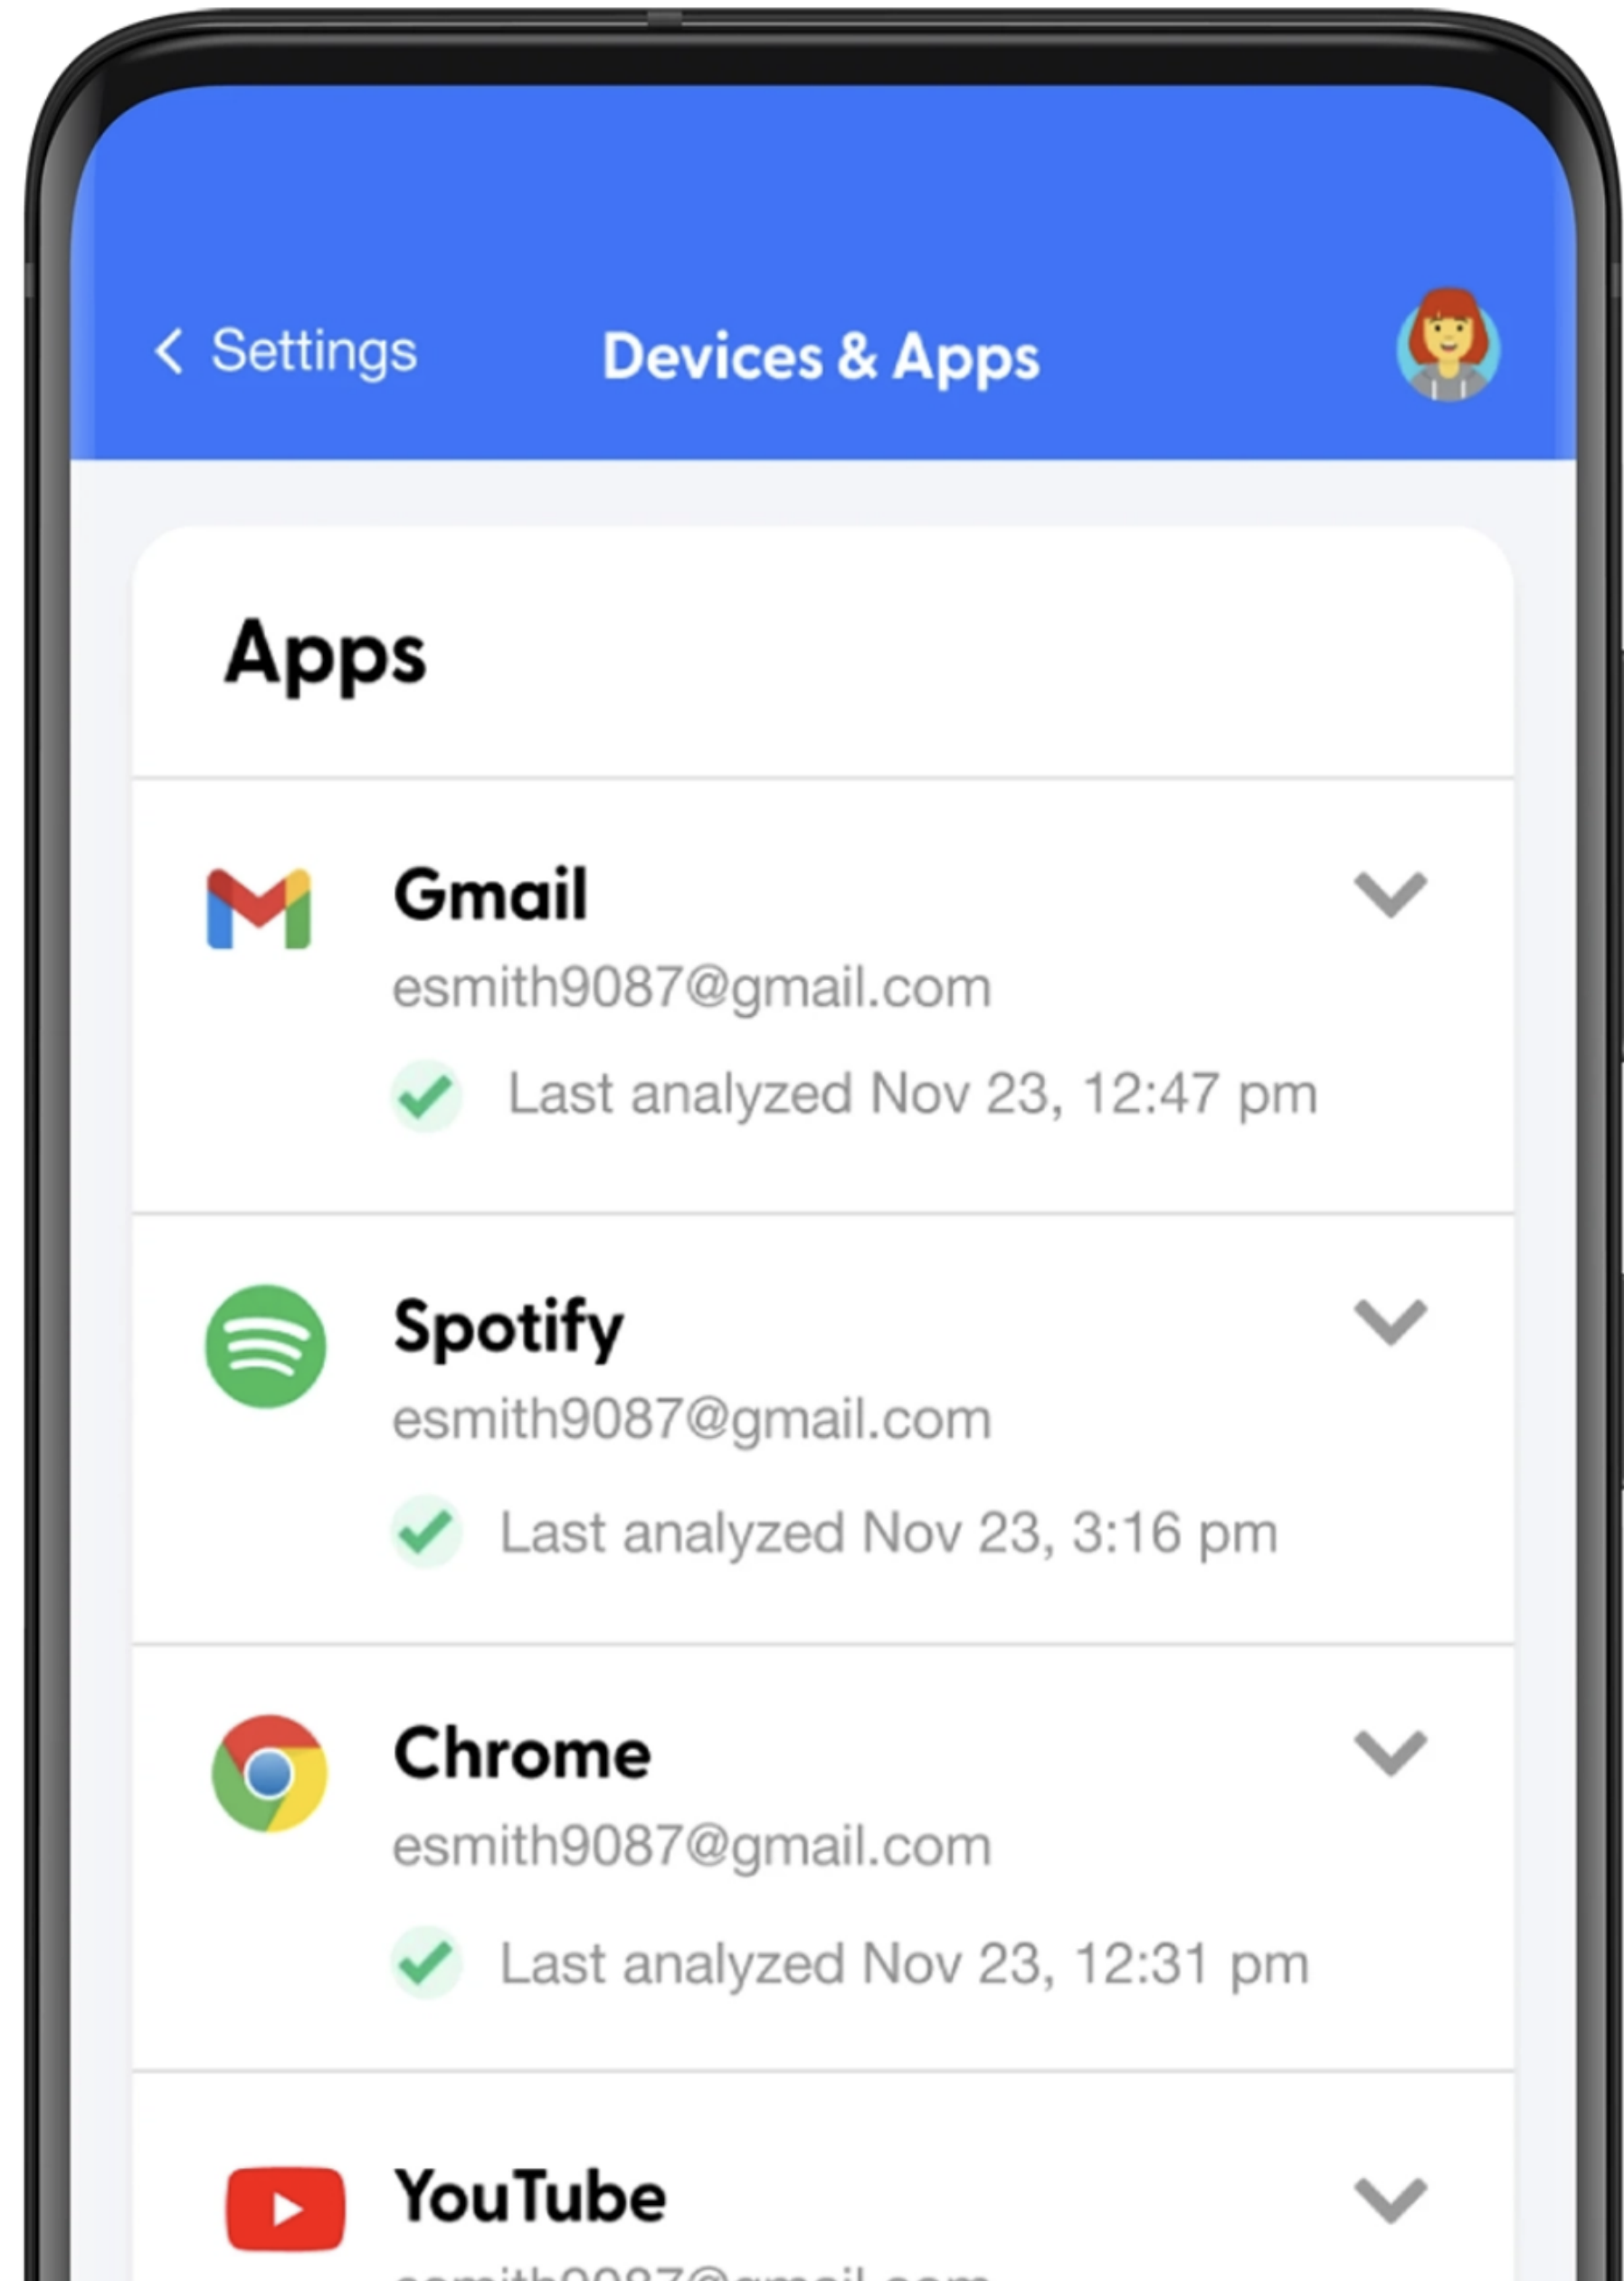 Settings
Devices & Apps
Apps
Gmail
esmith9087@gmail.com
Last analyzed Nov 23, 12:47 pm
Spotify
esmith9087@gmail.com
Last analyzed Nov 23, 3:16 pm
Chrome
esmith9087@gmail.com
Last analyzed Nov 23, 12:31 pm
YouTube